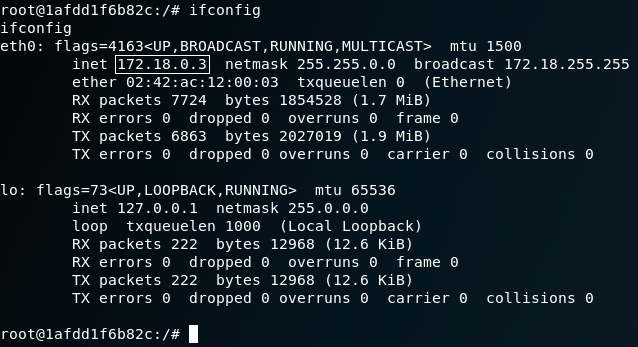 root@1afdd1f6b82c:/# ifconfig
ifconfig
eth0: flags=4163<UP,BROADCAST,RUNNING,MULTICAST>  mtu 1500
        inet 172.18.0.3  netmask 255.255.0.0  broadcast 172.18.255.255
        ether 02:42:ac:12:00:03  txqueuelen 0  (Ethernet)
        RX packets 7724  bytes 1854528 (1.7 MiB)
        RX errors 0  dropped 0  overruns 0  frame 0
        TX packets 6863  bytes 2027019 (1.9 MiB)
        TX errors 0  dropped 0 overruns 0  carrier 0  collisions 0
lo: flags=73<UP,LOOPBACK,RUNNING>  mtu 65536
        inet 127.0.0.1  netmask 255.0.0.0
        loop  txqueuelen 1000  (Local Loopback)
        RX packets 222  bytes 12968 (12.6 KiB)
        RX errors 0  dropped 0  overruns 0  frame 0
        TX packets 222  bytes 12968 (12.6 KiB)
        TX errors 0  dropped 0 overruns 0  carrier 0  collisions 0
root@1afdd1f6b82c:/#